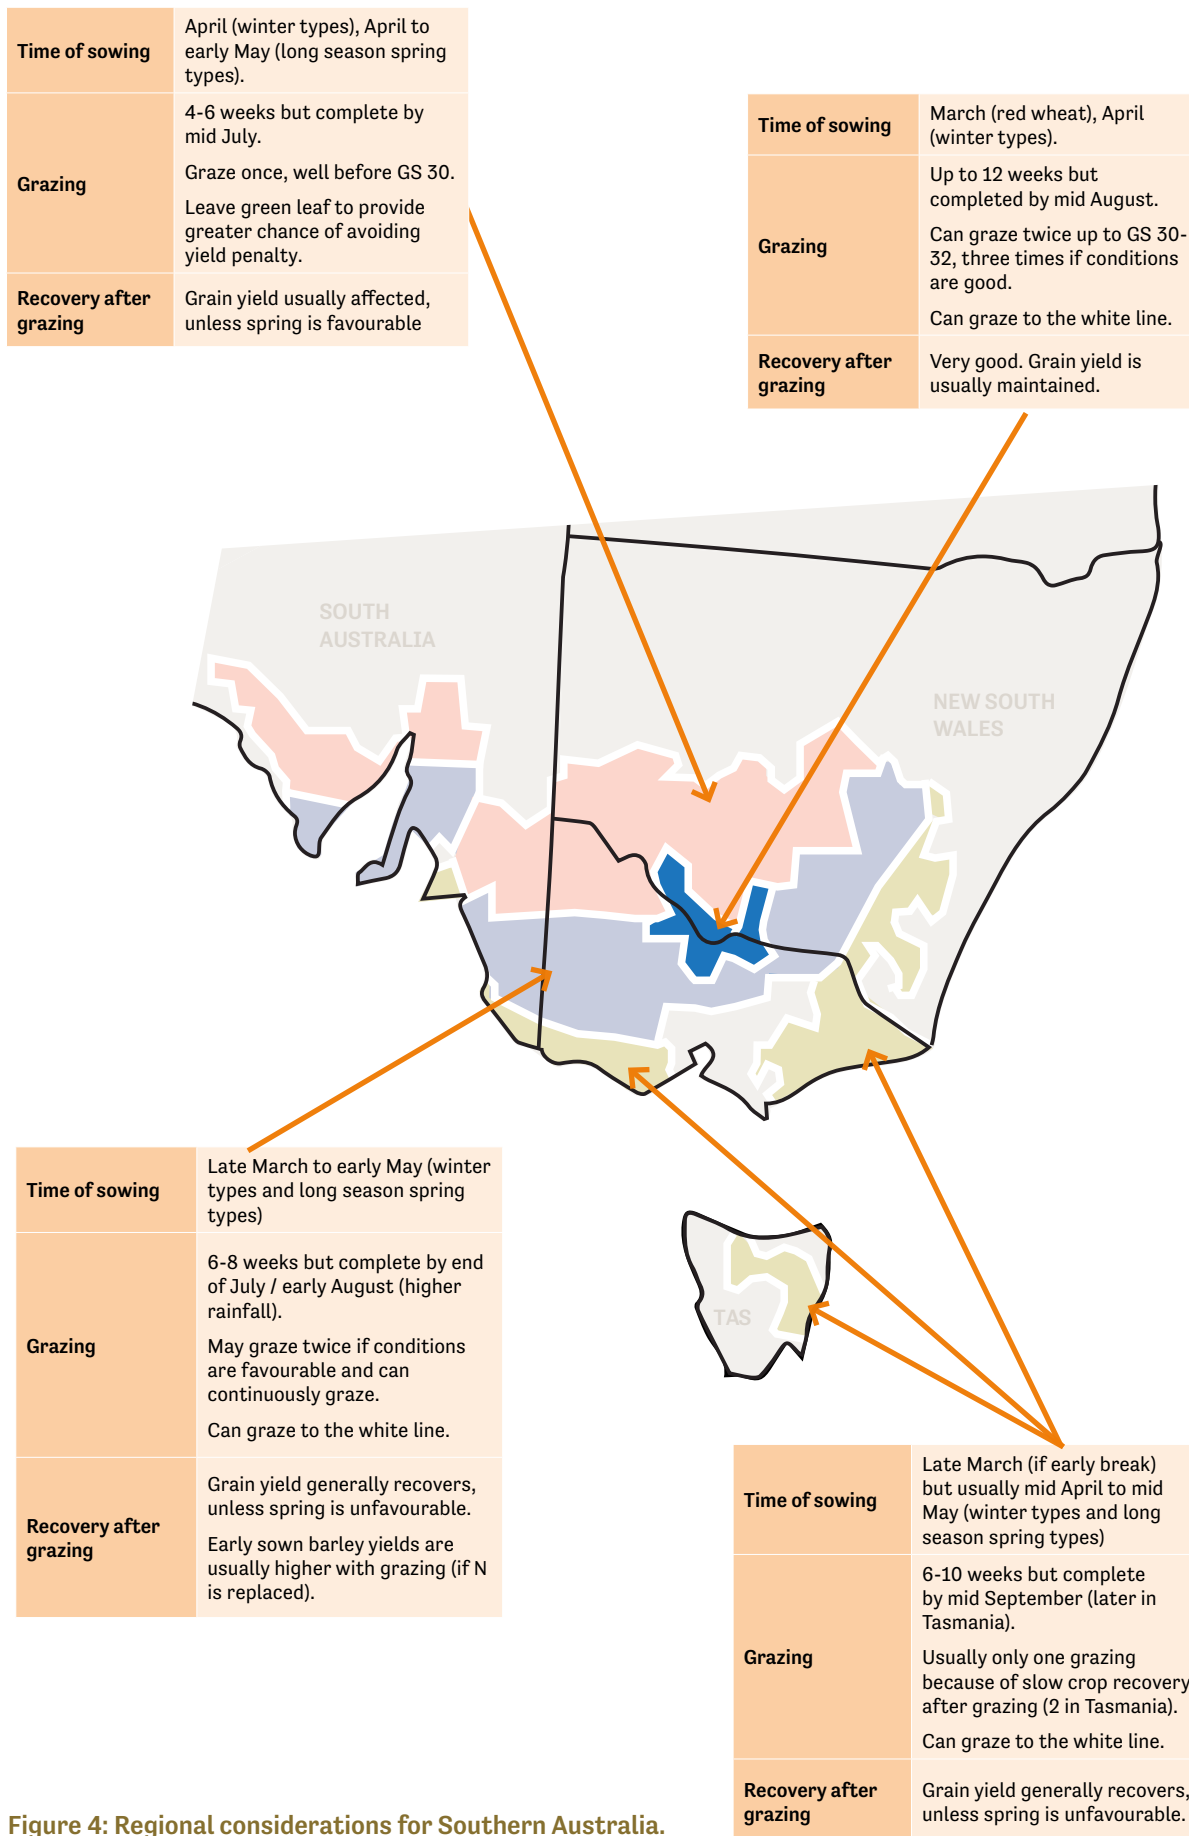 Time of sowing
April (winter types), April to
early May (long season spring
types).
Grazing
4-6 weeks but complete by
mid July.
Graze once, well before GS 30.
Leave green leaf to provide
greater chance of avoiding
yield penalty.
Recovery after
grazing
Grain yield usually affected,
unless spring is favourable
Time of sowing
March (red wheat), April
(winter types).
Grazing
Up to 12 weeks but
completed by mid August.
Can graze twice up to GS 30-
32, three times if conditions
are good.
Can graze to the white line.
Recovery after
grazing
Very good. Grain yield is
usually maintained.
SOUTH
AUSTRALIA
NEW SOUTH
WALES
TAS
Time of sowing
Late March to early May (winter
types and long season spring
types)
Grazing
6-8 weeks but complete by end
of July / early August (higher
rainfall).
May graze twice if conditions
are favourable and can
continuously graze.
Can graze to the white line.
Recovery after
grazing
Grain yield generally recovers,
unless spring is unfavourable.
Early sown barley yields are
usually higher with grazing (if N
is replaced).
Time of sowing
Late March (if early break)
but usually mid April to mid
May (winter types and long
season spring types)
Grazing
6-10 weeks but complete
by mid September (later in
Tasmania).
Usually only one grazing
because of slow crop recovery
after grazing (2 in Tasmania).
Can graze to the white line.
Recovery after
grazing
Grain yield generally recovers,
unless spring is unfavourable.
Figure 4: Regional considerations for Southern Australia.